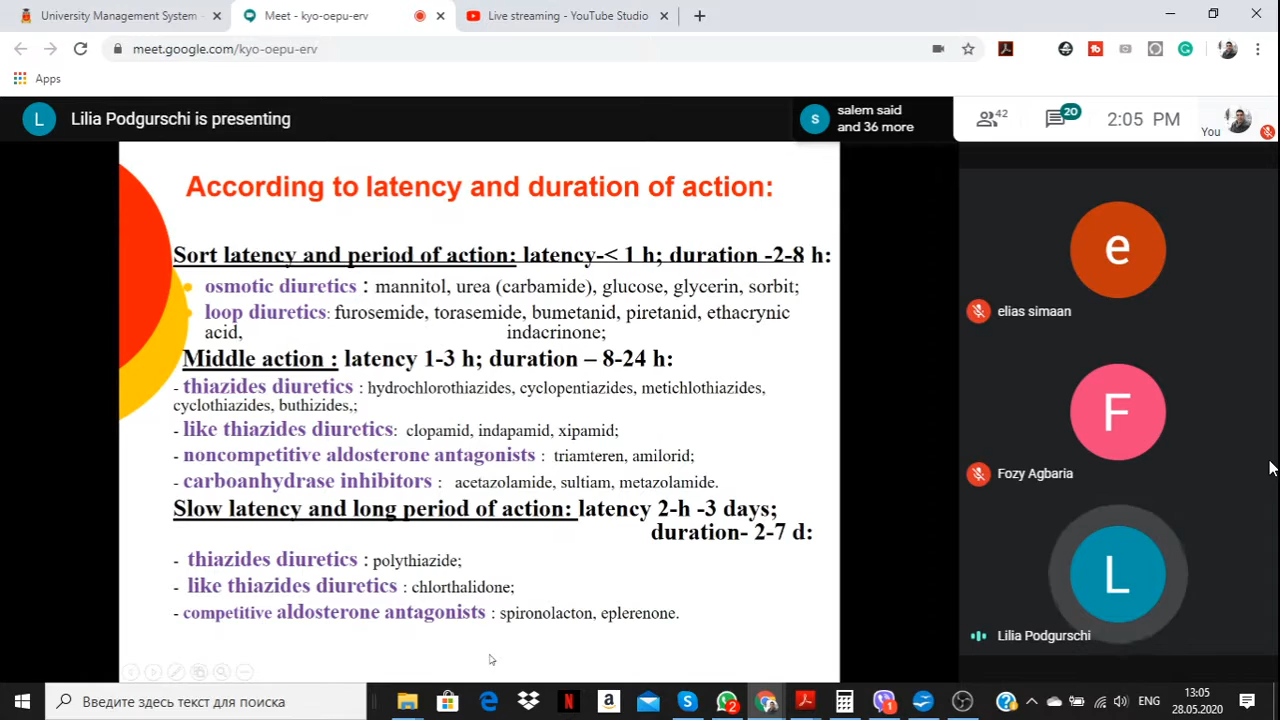 University Management System -
Meet - kyo-oepu-erv
Live streaming - YouTube Studio
meet.google.com/kyo-oepu-erv
Apps
L
Lilia Podgurschi is presenting
S
salem said
and 36 more
42
20
2:05 PM
You
According to latency and duration of action:
Sort latency and period of action: latency-< 1 h; duration -2-8 h:
osmotic diuretics : mannitol, urea (carbamide), glucose, glycerin, sorbit;
loop diuretics: furosemide, torasemide, bumetanid, piretanid, ethacrynic
acid, indacrinone;
Middle action : latency 1-3 h; duration – 8-24 h:
- thiazides diuretics : hydrochlorothiazides, cyclopentiazides, metichlothiazides,
cyclothiazides, buthizides,;
- like thiazides diuretics: clopamid, indapamid, xipamid;
- noncompetitive aldosterone antagonists : triamteren, amilorid;
- carboanhydrase inhibitors : acetazolamide, sultiam, metazolamide.
Slow latency and long period of action: latency 2-h -3 days;
duration- 2-7 d:
- thiazides diuretics : polythiazide;
- like thiazides diuretics : chlorthalidone;
- competitive aldosterone antagonists : spironolacton, eplerenone.
e
elias simaan
F
Fozy Agbaria
L
Lilia Podgurschi
Введите здесь текст для поиска
2
1
ENG
13:05
28.05.2020